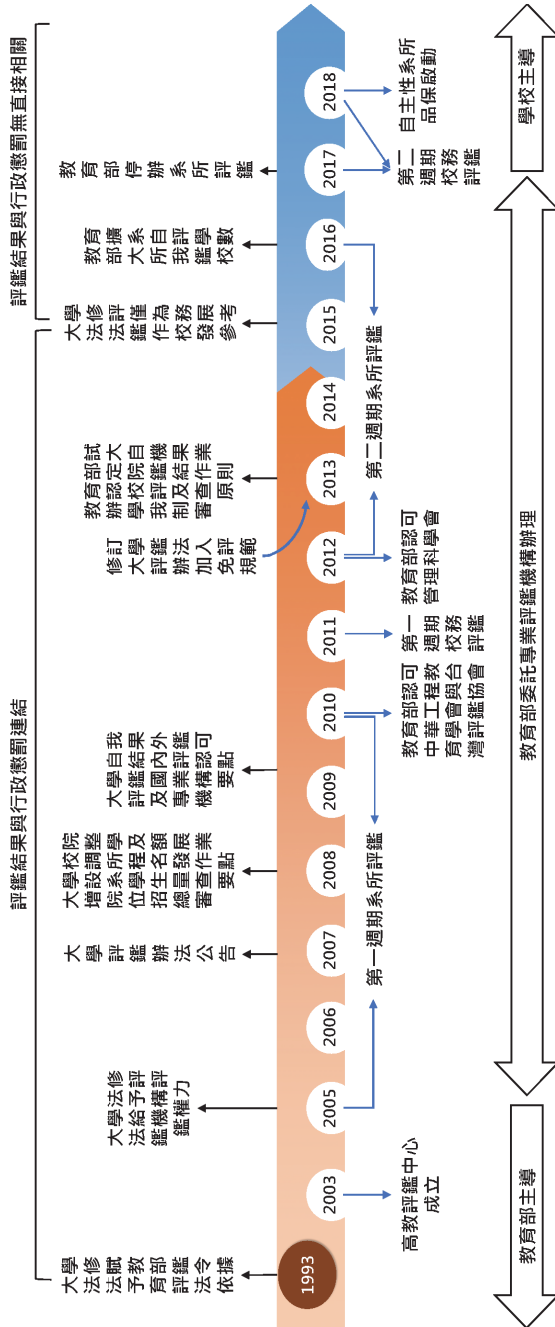 評鑑結果與行政懲罰連結
評鑑結果與行政懲罰無直接相關
大學
法修
法賦
予教
育部
評鑑
法令
依據
大學法修
法給予評
鑑機構評
鑑權力
大
學
評
鑑
辦
法
公
告
大學校院
增設調整
院系所學
位學程及
招生名額
總量發展
審查作業
要點
大學自我
評鑑結果
及國內外
專業評鑑
機構認可
要點
修訂
大學
評鑑
辦法
加入
免評
規範
教育部試
辦認定大
學校院自
我評鑑機
制及結果
審查作業
原則
大學
法修
法評
鑑僅
作為
校務
發展
參考
教育
部擴
大系
所自
我評
鑑學
校數
教
育
部
停
辦
系
所
評
鑑
1993
2003
2005
2006
2007
2008
2009
2010
2011
2012
2013
2014
2015
2016
2017
2018
高教評鑑中心
成立
第一週期系所評鑑
教育部認可
中華工程教
育學會與台
灣評鑑協會
第一
週期
校務
評鑑
教育部認可
管理科學會
第二週期系所評鑑
第二
週期
校務
評鑑
自主性系所
品保啟動
教育部主導
教育部委託專業評鑑機構辦理
學校主導